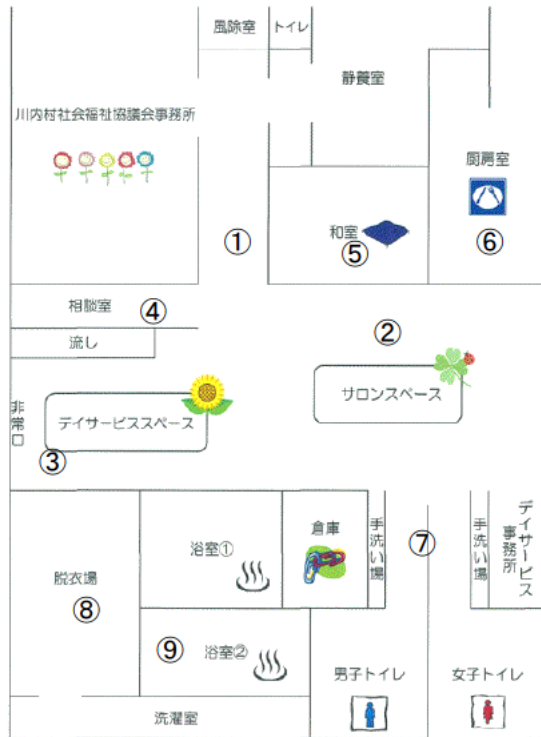 風除室
トイレ
静養室
川内村社会福祉協議会事務所
厨房室
①
和室
⑤
⑥
相談室
④
②
流し
サロンスペース
デイサービススペース
非常口
③
浴室①
倉庫
手洗い場
⑦
手洗い場
デイサービス
事務所
脱衣場
⑧
⑨
浴室②
男子トイレ
女子トイレ
洗濯室